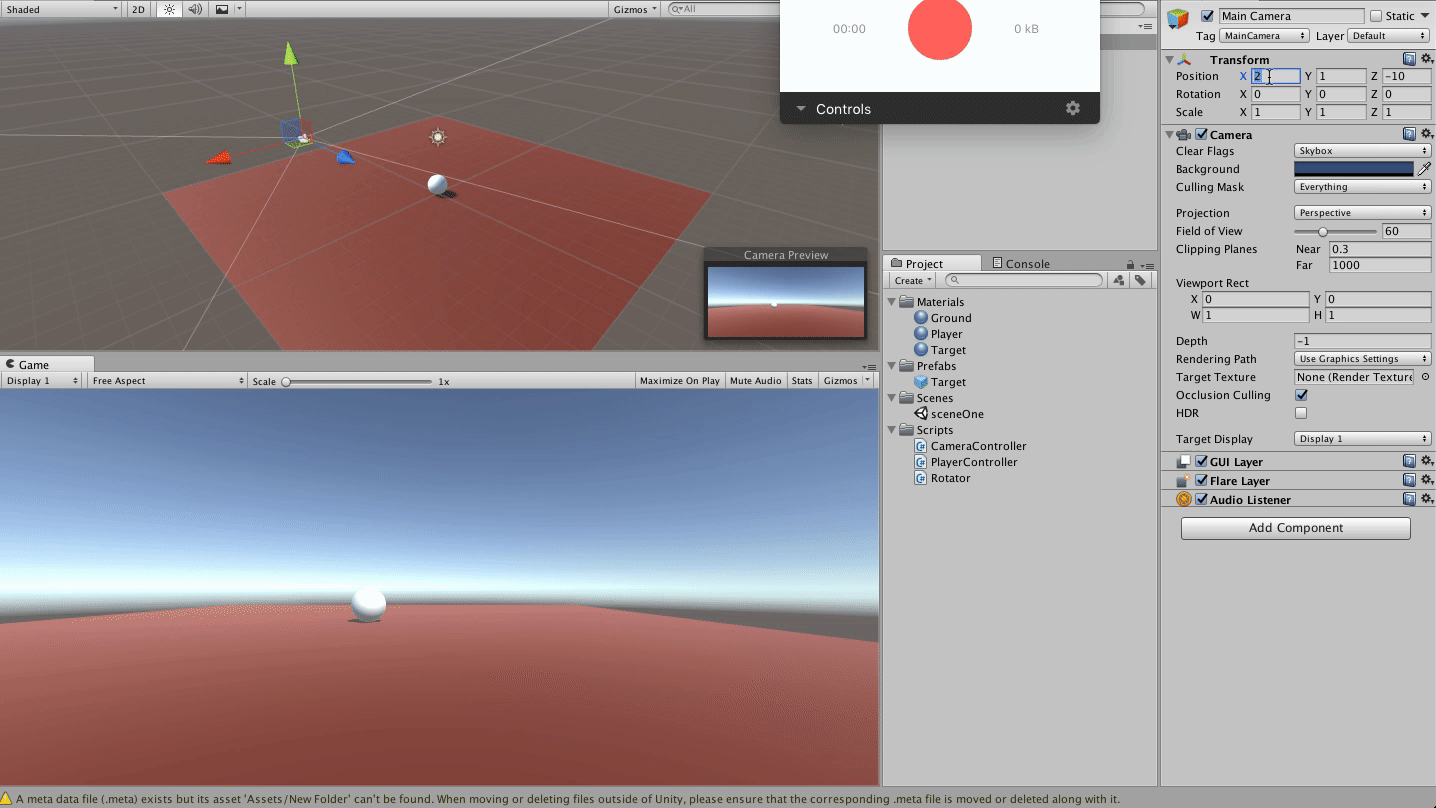 Shaded 2D Gizmos All
00:00 0 kB
Controls
Camera Preview
Game
Display 1 Free Aspect Scale 1x Maximize On Play Mute Audio Stats Gizmos
Project Console
Create
Materials
Ground
Player
Target
Prefabs
Target
Scenes
sceneOne
Scripts
CameraController
PlayerController
Rotator
Main Camera Static
Tag MainCamera Layer Default
Transform
Position X 2 Y 1 Z -10
Rotation X 0 Y 0 Z 0
Scale X 1 Y 1 Z 1
Camera
Clear Flags Skybox
Background
Culling Mask Everything
Projection Perspective
Field of View 60
Clipping Planes Near 0.3
Far 1000
Viewport Rect
X 0 Y 0
W 1 H 1
Depth -1
Rendering Path Use Graphics Settings
Target Texture None (Render Texture
Occlusion Culling
HDR
Target Display Display 1
GUI Layer
Flare Layer
Audio Listener
Add Component
A meta data file (.meta) exists but its asset 'Assets/New Folder' can't be found. When moving or deleting files outside of Unity, please ensure that the corresponding .meta file is moved or deleted along with it.